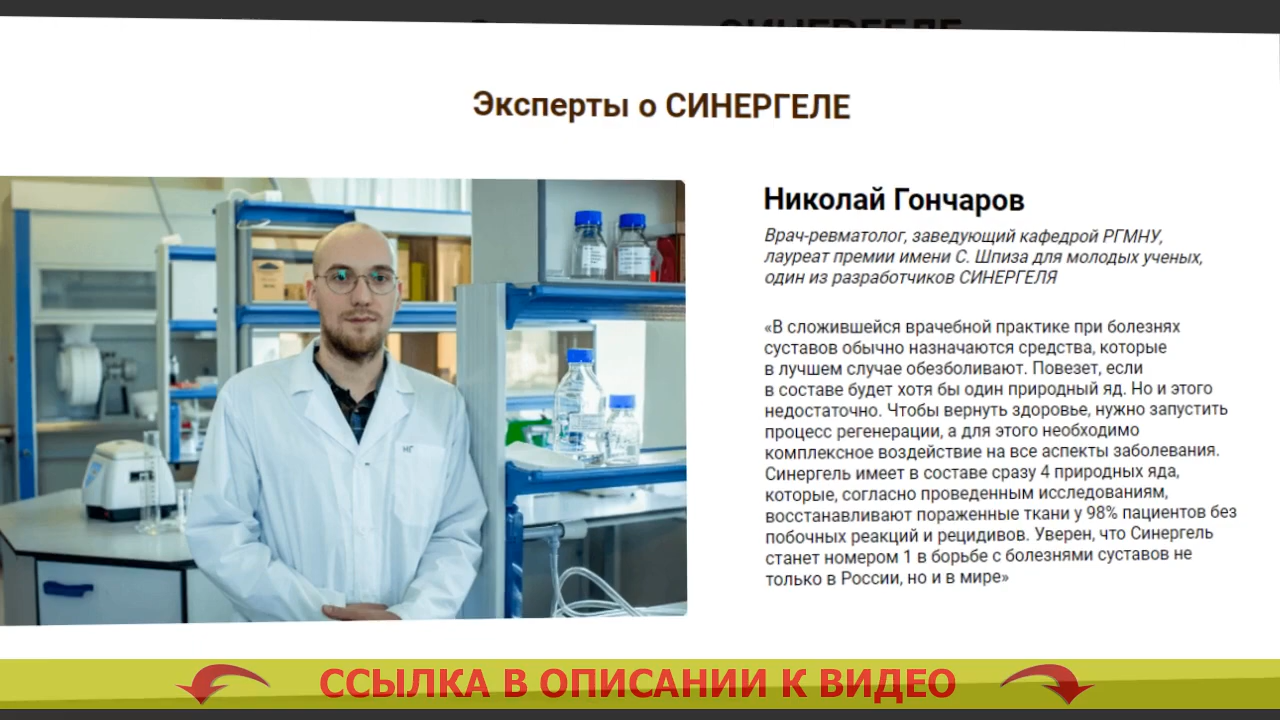 Эксперты о СИНЕРГЕЛЕ
Николай Гончаров
Врач-ревматолог, заведующий кафедрой РГМНУ,
лауреат премии имени С. Шпиза для молодых ученых,
один из разработчиков СИНЕРГЕЛЯ
«В сложившейся врачебной практике при болезнях
суставов обычно назначаются средства, которые
в лучшем случае обезболивают. Повезет, если
в составе будет хотя бы один природный яд. Но и этого
недостаточно. Чтобы вернуть здоровье, нужно запустить
процесс регенерации, а для этого необходимо
комплексное воздействие на все аспекты заболевания.
Синергель имеет в составе сразу 4 природных яда,
которые, согласно проведенным исследованиям,
восстанавливают пораженные ткани у 98% пациентов без
побочных реакций и рецидивов. Уверен, что Синергель
станет номером 1 в борьбе с болезнями суставов не
только в России, но и в мире»
НГ
ССЫЛКА В ОПИСАНИИ К ВИДЕО